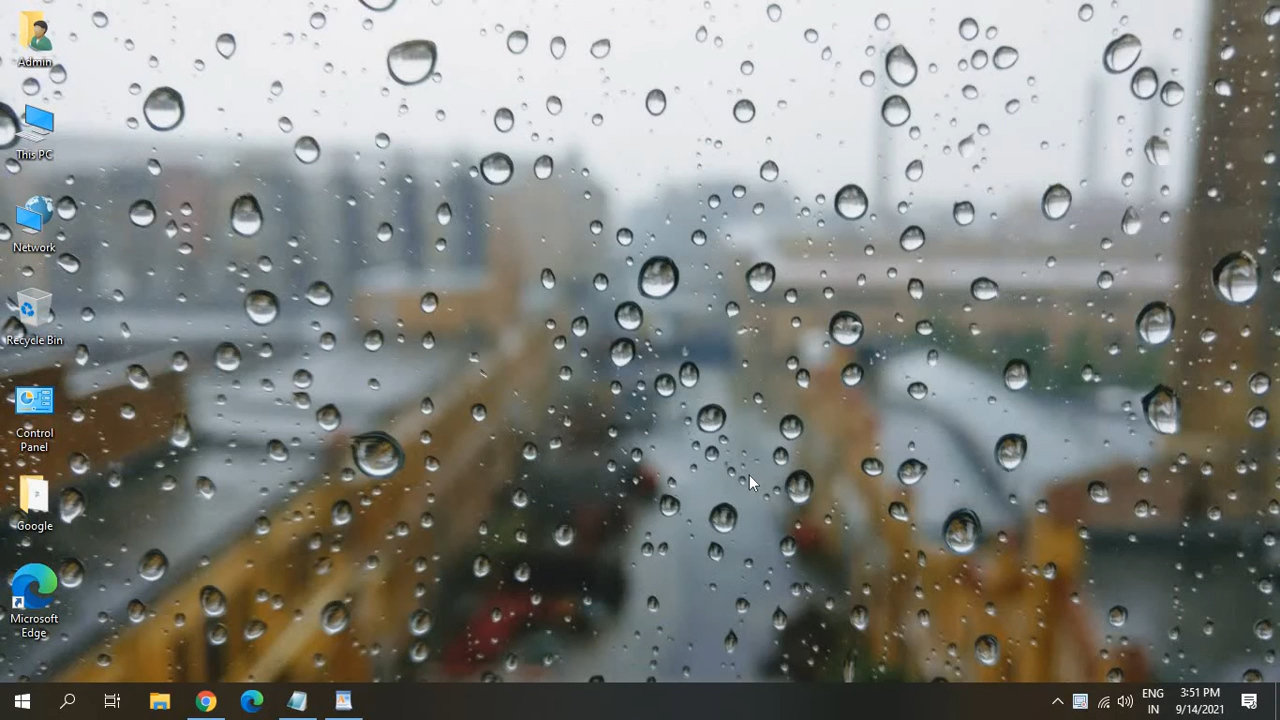 Admin
This PC
Network
Recycle Bin
Control
Panel
Google
Microsoft
Edge
ENG
IN
3:51 PM
9/14/2021